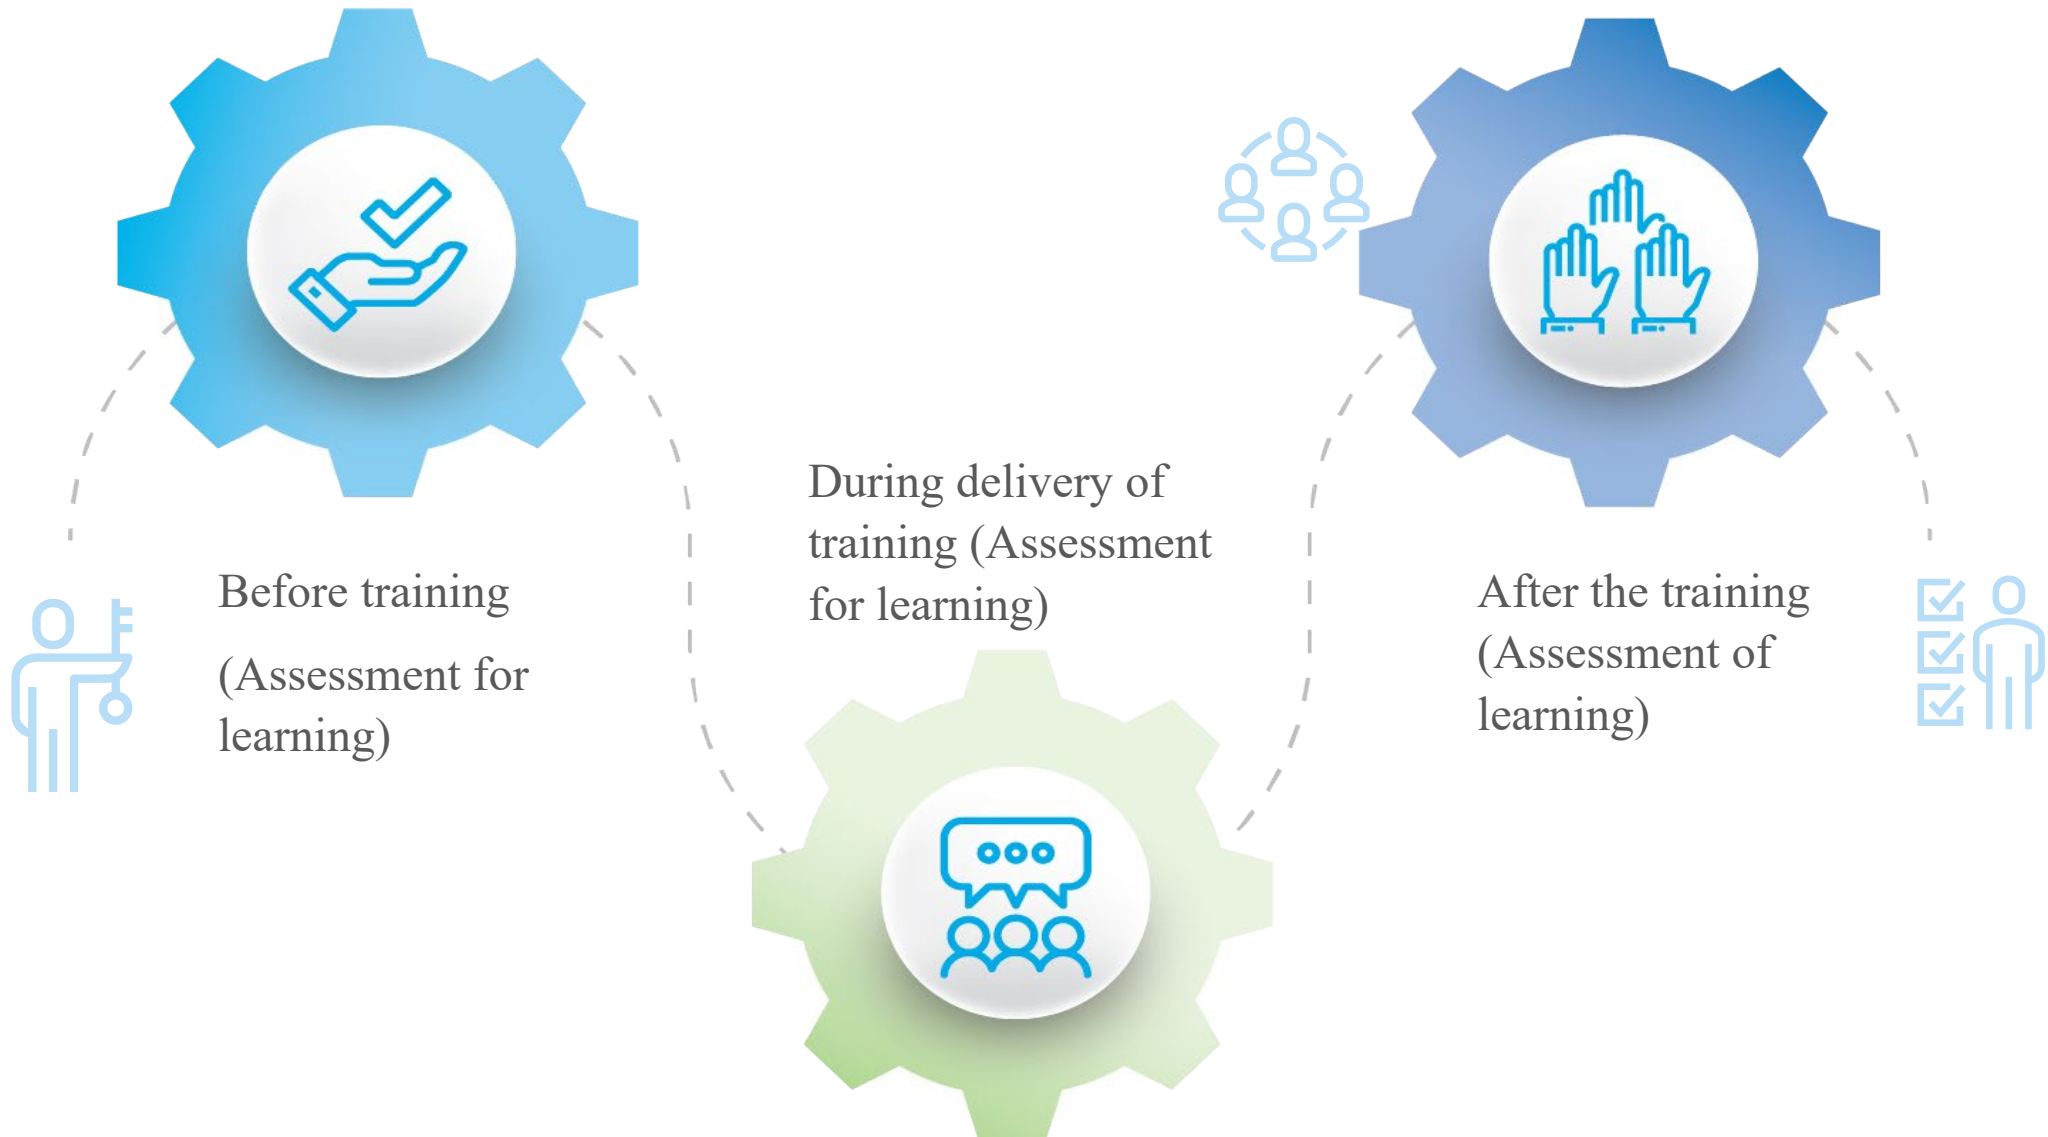 Before training
(Assessment for
learning)
During delivery of
training (Assessment
for learning)
After the training
(Assessment of
learning)